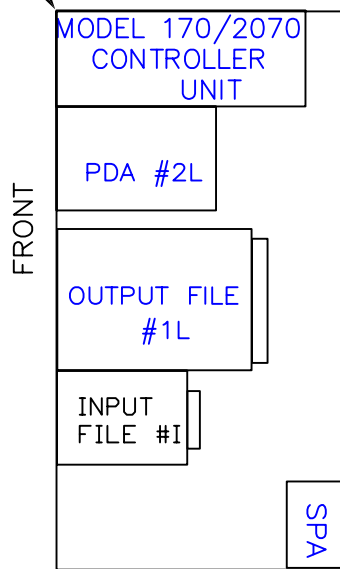 MODEL 170/2070
CONTROLLER
UNIT
PDA #2L
FRONT
OUTPUT FILE
#1L
INPUT
FILE #I
SPA